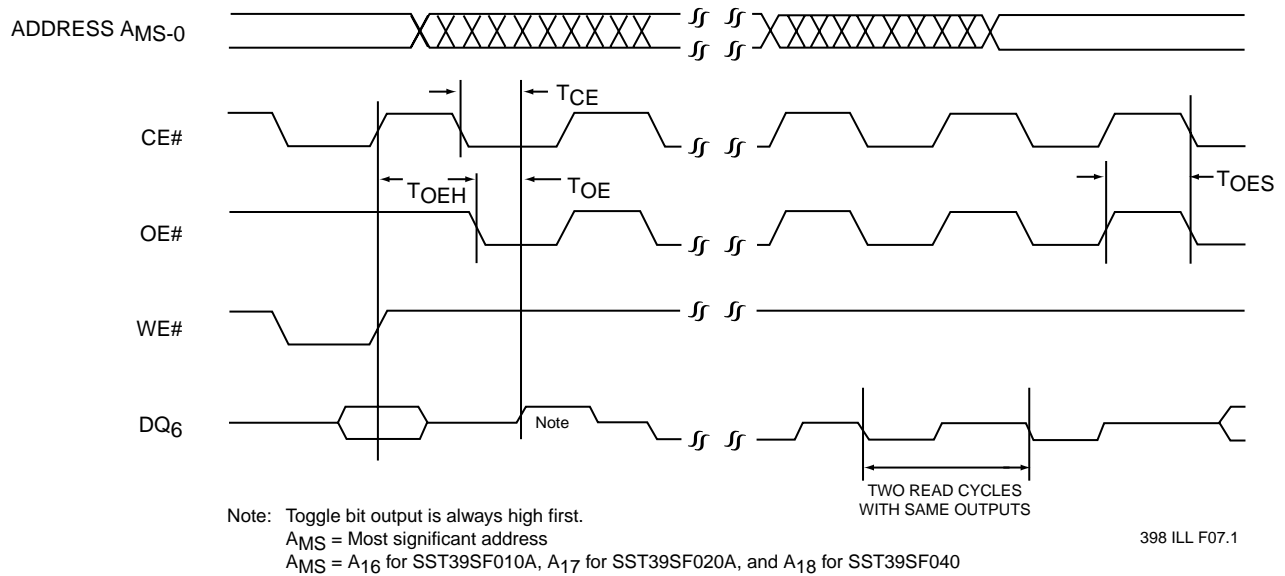 ADDRESS AMS-0
TCE
CE#
TOEH
TOE
TOES
OE#
WE#
DQ6
Note
TWO READ CYCLES
WITH SAME OUTPUTS
Note: Toggle bit output is always high first.
AMS = Most significant address
398 ILL F07.1
AMS = A16 for SST39SF010A, A17 for SST39SF020A, and A18 for SST39SF040